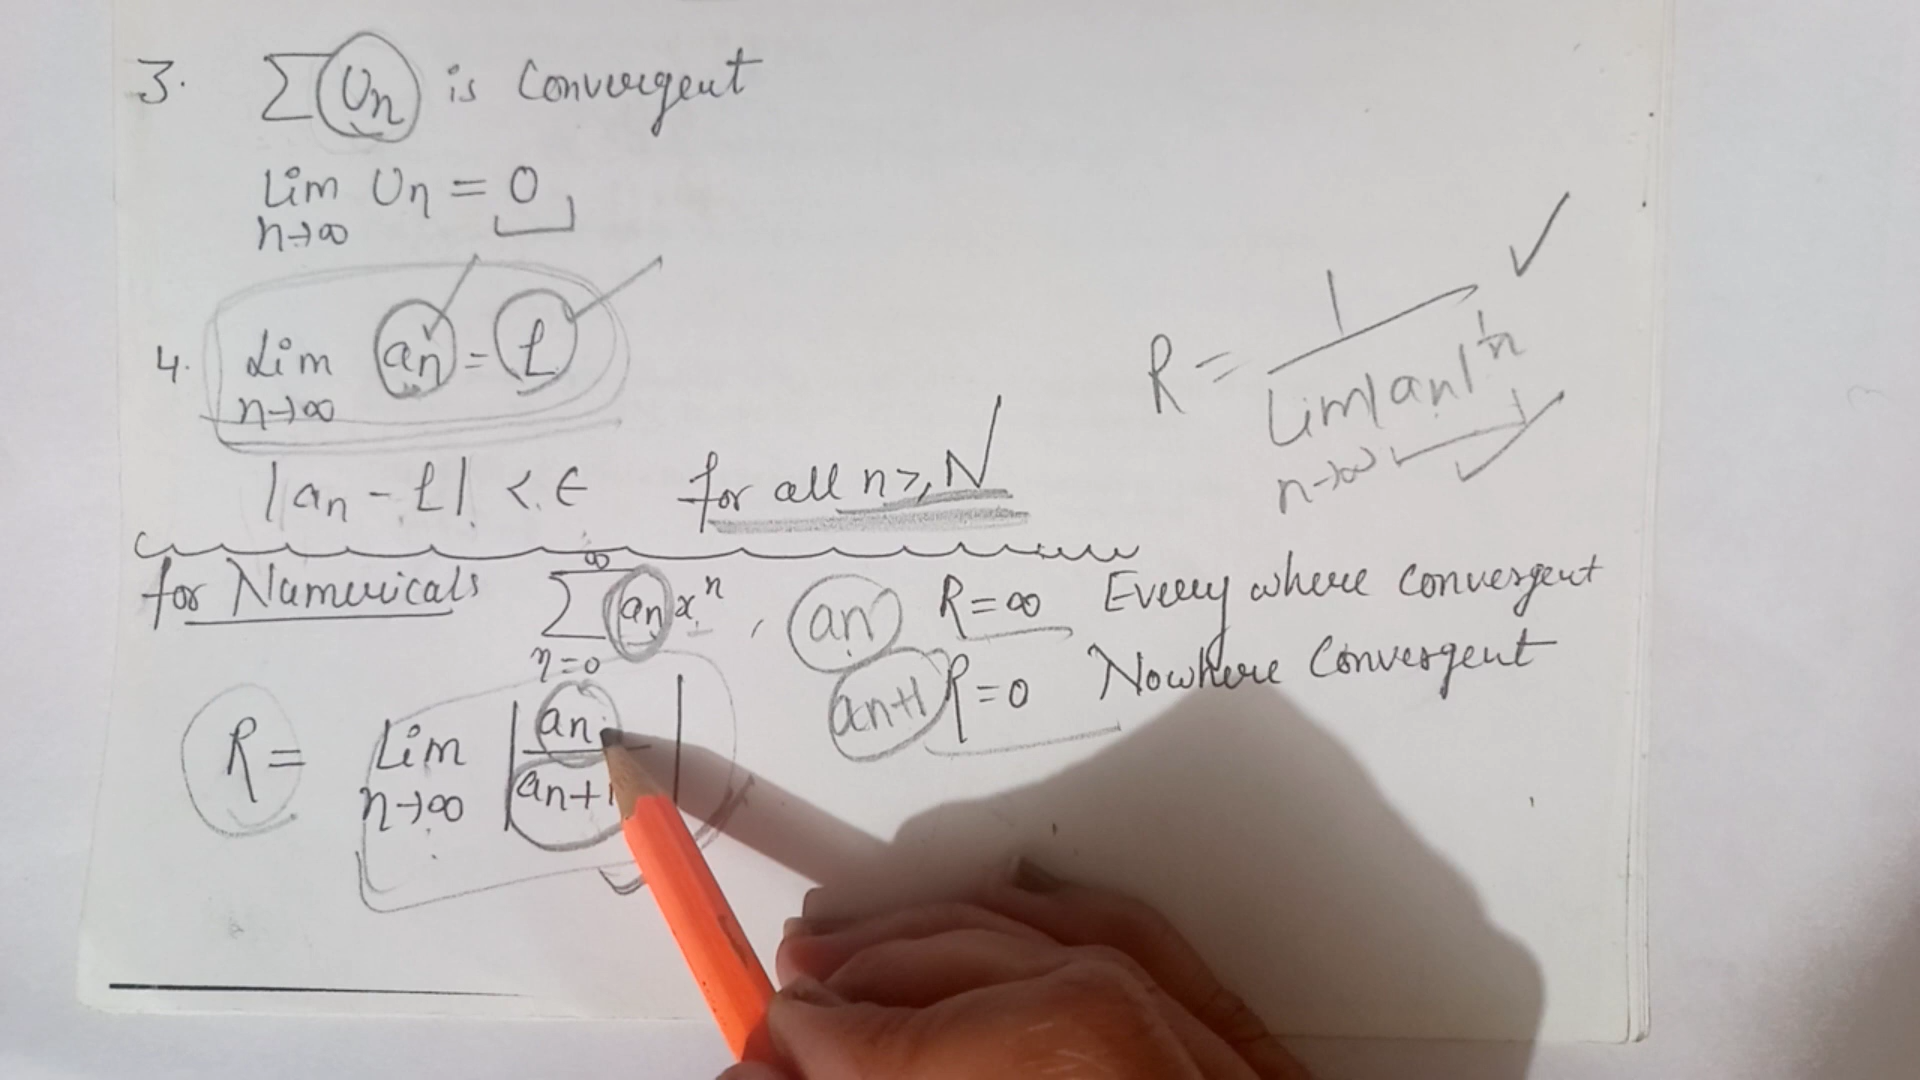 3. Σ Un is Convergent
Lim Un = 0
n→∞
4. Lim an = L
n→∞
|an - L| < ϵ for all n ≥ N
R = 1
Lim |an|^1/n
n→∞
for Numericals ∞ Σ n=0 an x^n , an R = ∞ Every where convergent
an+1 R = 0 Nowhere Convergent
R = Lim | an / an+1 |
n→∞